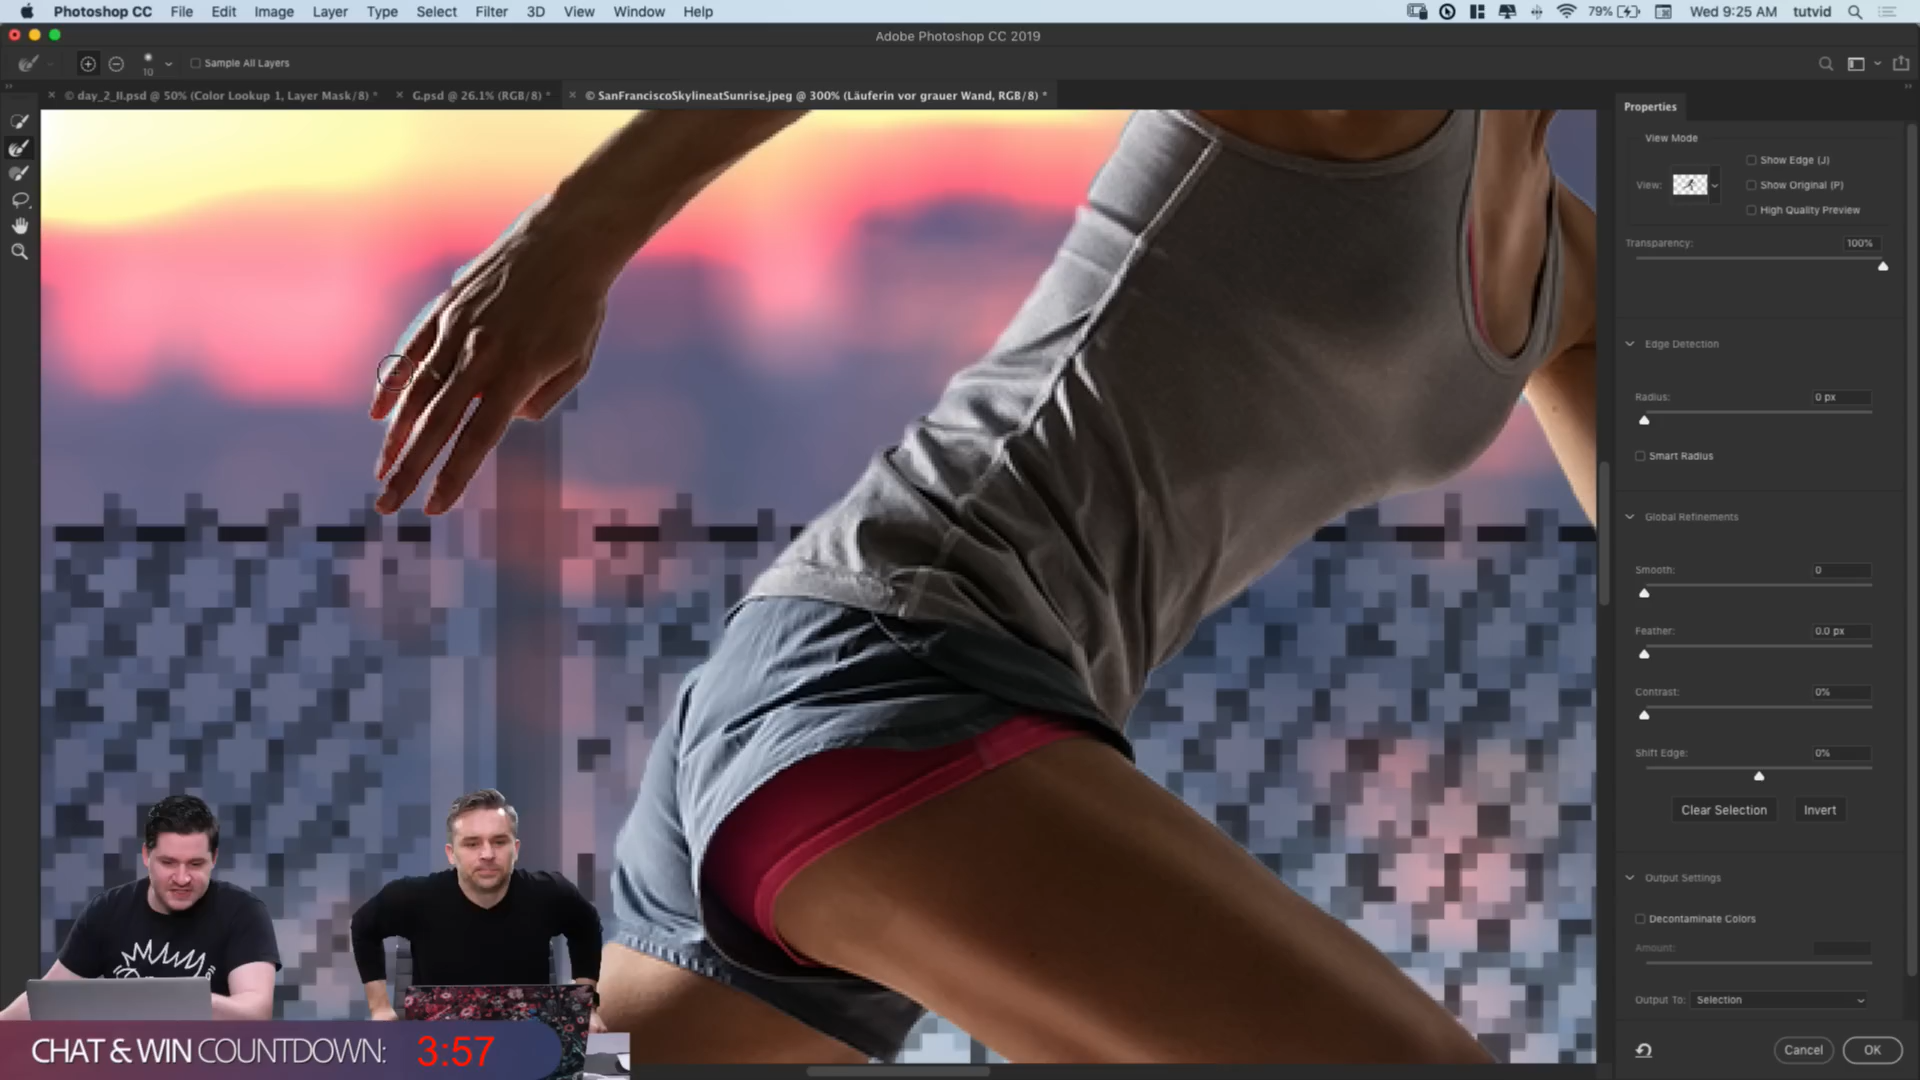 Photoshop CC File Edit Image Layer Type Select Filter 3D View Window Help 79% Wed 9:25 AM tutvid
Adobe Photoshop CC 2019
10 Sample All Layers
× © day_2_II.psd @ 50% (Color Lookup 1, Layer Mask/8) * × G.psd @ 26.1% (RGB/8) * × © SanFranciscoSkylineatSunrise.jpeg @ 300% (Läuferin vor grauer Wand, RGB/8) *
Properties
View Mode
Show Edge (J)
View: Show Original (P)
High Quality Preview
Transparency: 100%
Edge Detection
Radius: 0 px
Smart Radius
Global Refinements
Smooth: 0
Feather: 0.0 px
Contrast: 0%
Shift Edge: 0%
Clear Selection Invert
Output Settings
Decontaminate Colors
Amount:
Output To: Selection
Cancel OK
CHAT & WIN COUNTDOWN: 3:57